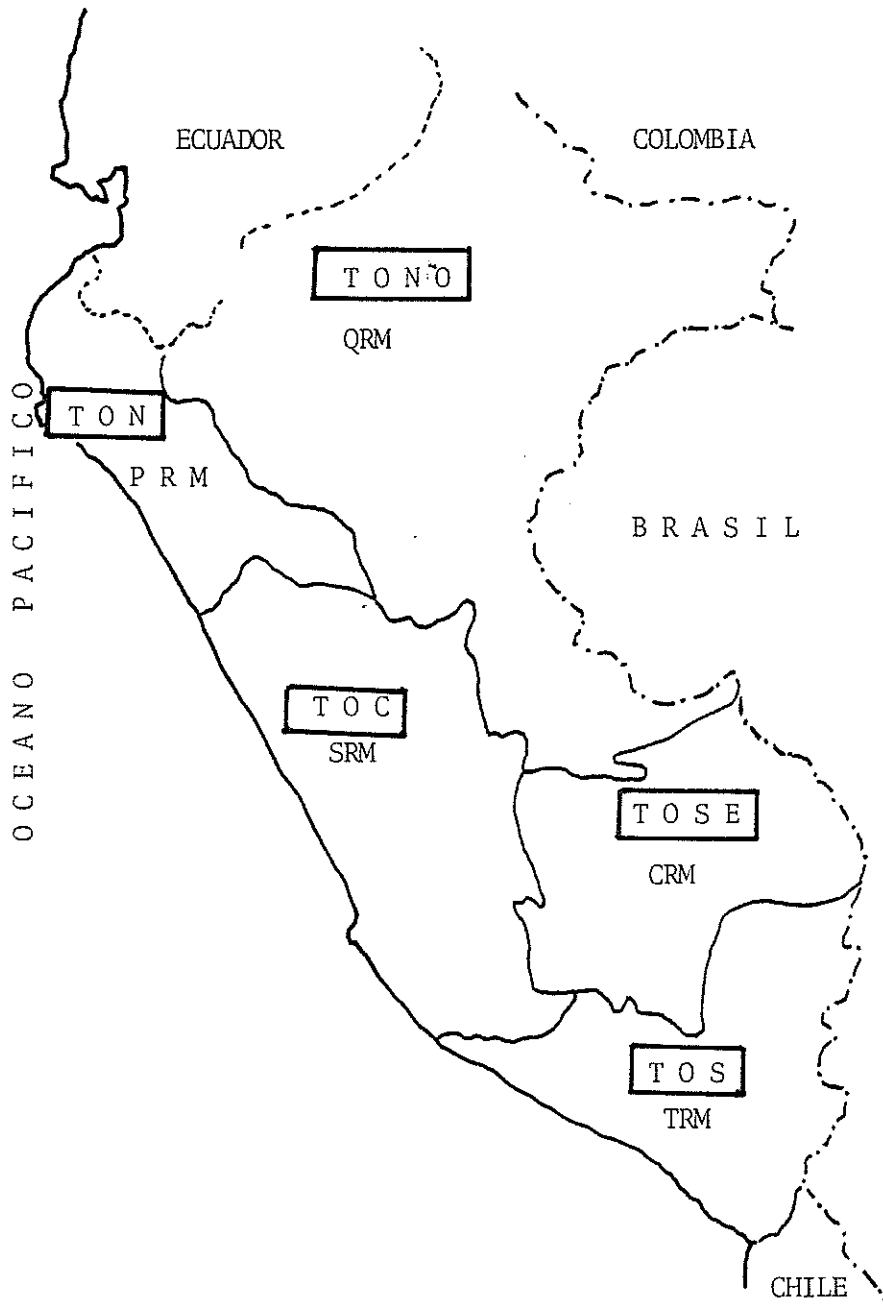 ECUADOR
COLOMBIA
TONO
QRM
TON
PRM
OCEANO PACIFICO
BRASIL
TOC
SRM
TOSE
CRM
TOS
TRM
CHILE